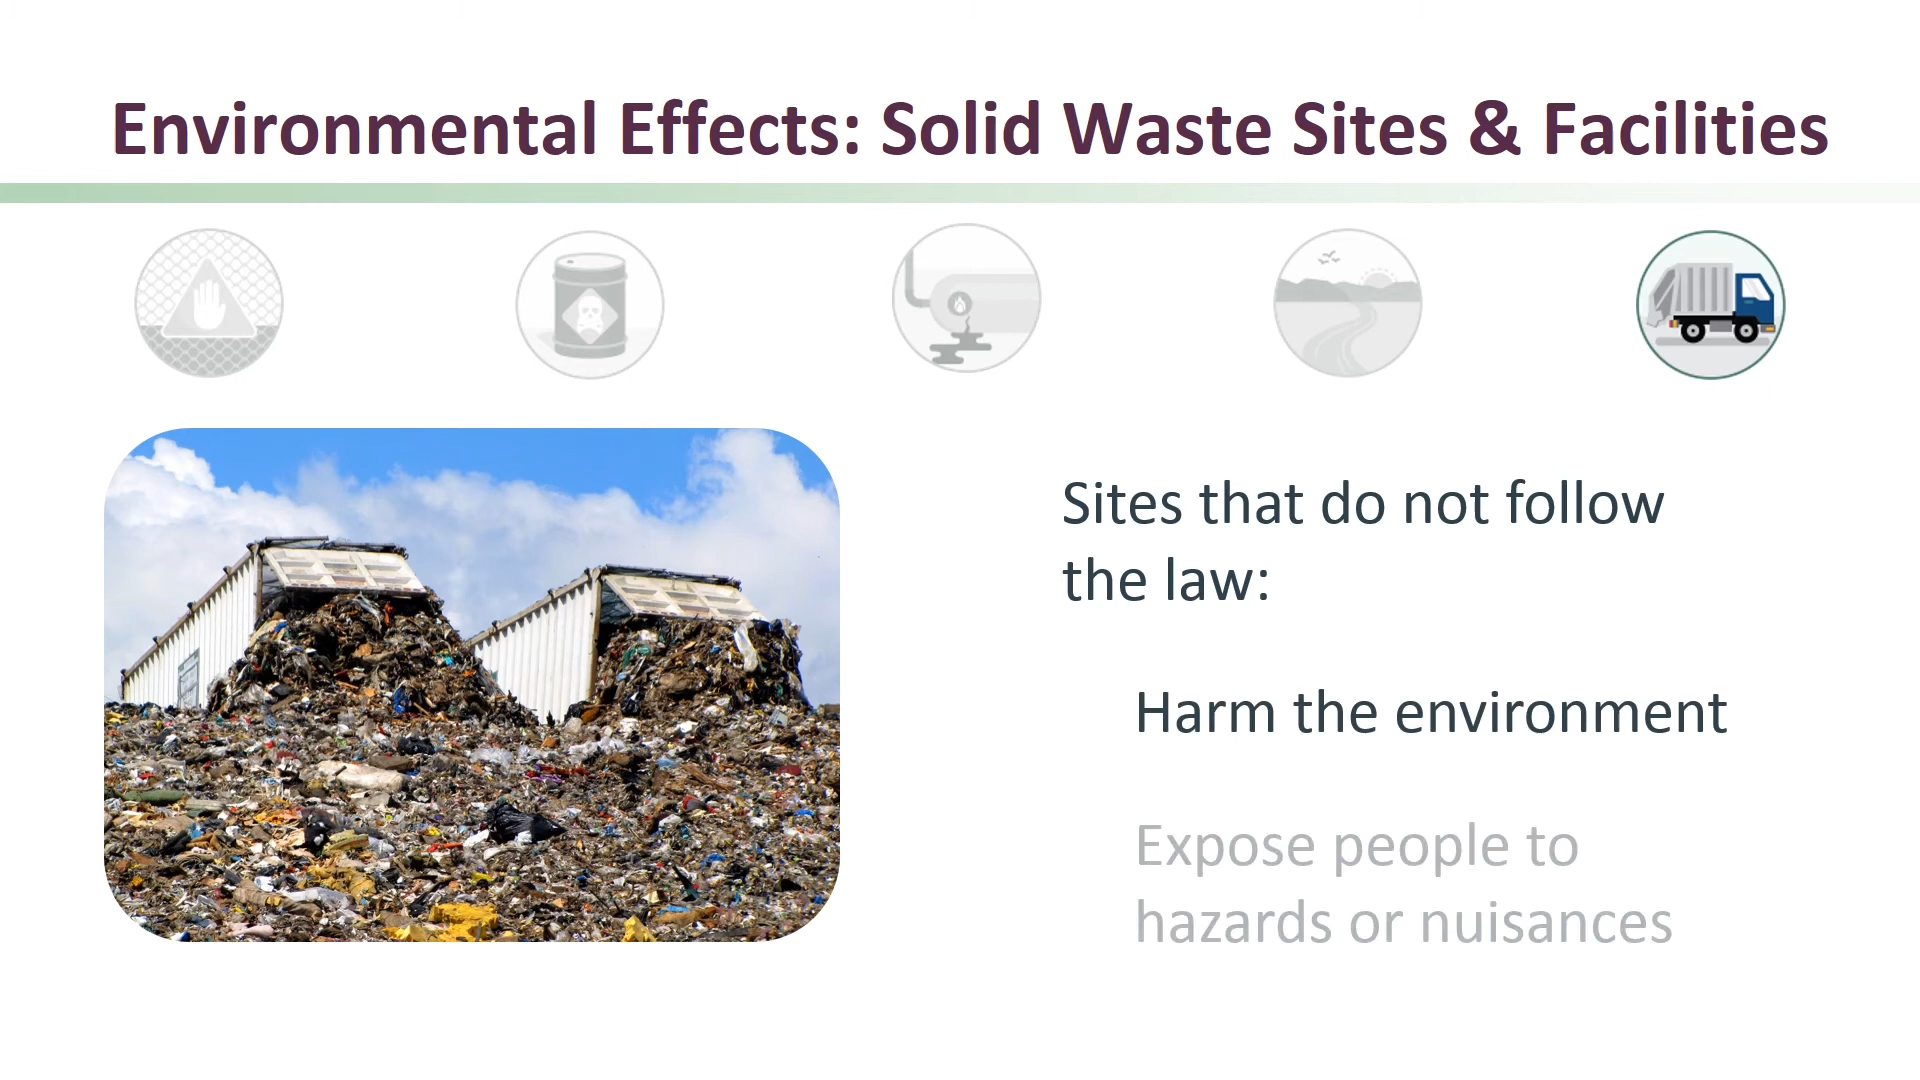 Environmental Effects: Solid Waste Sites & Facilities
Sites that do not follow
the law:
Harm the environment
Expose people to
hazards or nuisances